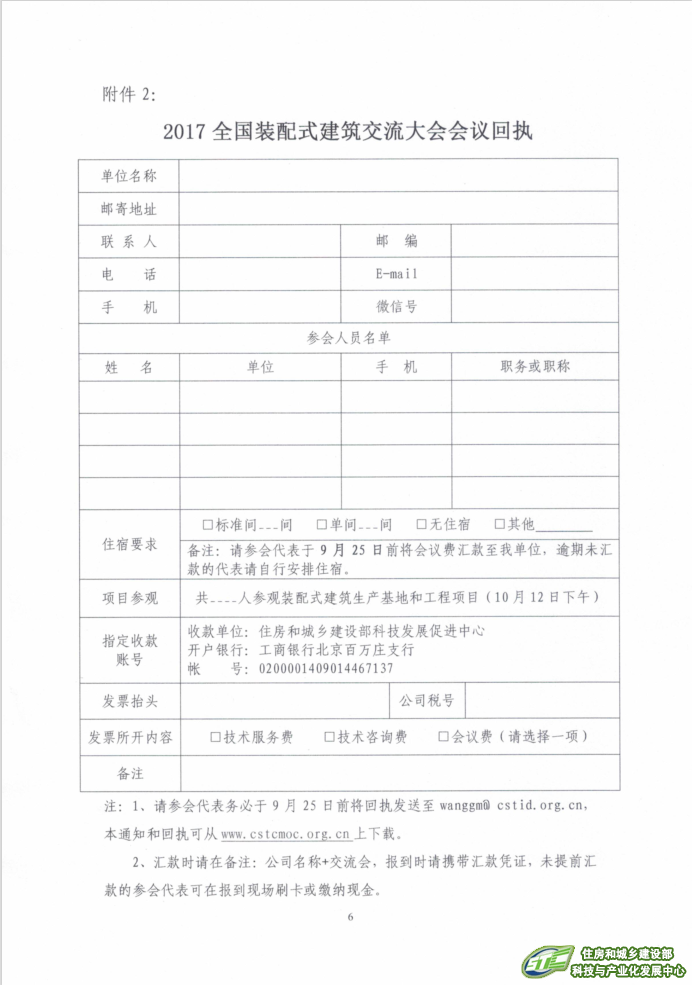 附件 2：
2017 全国装配式建筑交流大会会议回执
单位名称
邮寄地址
联 系 人 邮 编
电 话 E-mail
手 机 微信号
参会人员名单
姓 名 单位 手 机 职务或职称
住宿要求
□标准间---间 □单间---间 □无住宿 □其他________
备注：请参会代表于 9 月 25 日前将会议费汇款至我单位，逾期未汇
款的代表请自行安排住宿。
项目参观 共----人参观装配式建筑生产基地和工程项目（10 月 12 日下午）
指定收款
账号
收款单位：住房和城乡建设部科技发展促进中心
开户银行：工商银行北京百万庄支行
帐 号：0200001409014467137
发票抬头 公司税号
发票所开内容 □技术服务费 □技术咨询费 □会议费（请选择一项）
备注
注：1、请参会代表务必于 9 月 25 日前将回执发送至 wanggm@ cstid.org.cn，
本通知和回执可从 www.cstcmoc.org.cn 上下载。
2、汇款时请在备注：公司名称+交流会，报到时请携带汇款凭证，未提前汇
款的参会代表可在报到现场刷卡或缴纳现金。
6
住房和城乡建设部
科技与产业化发展中心